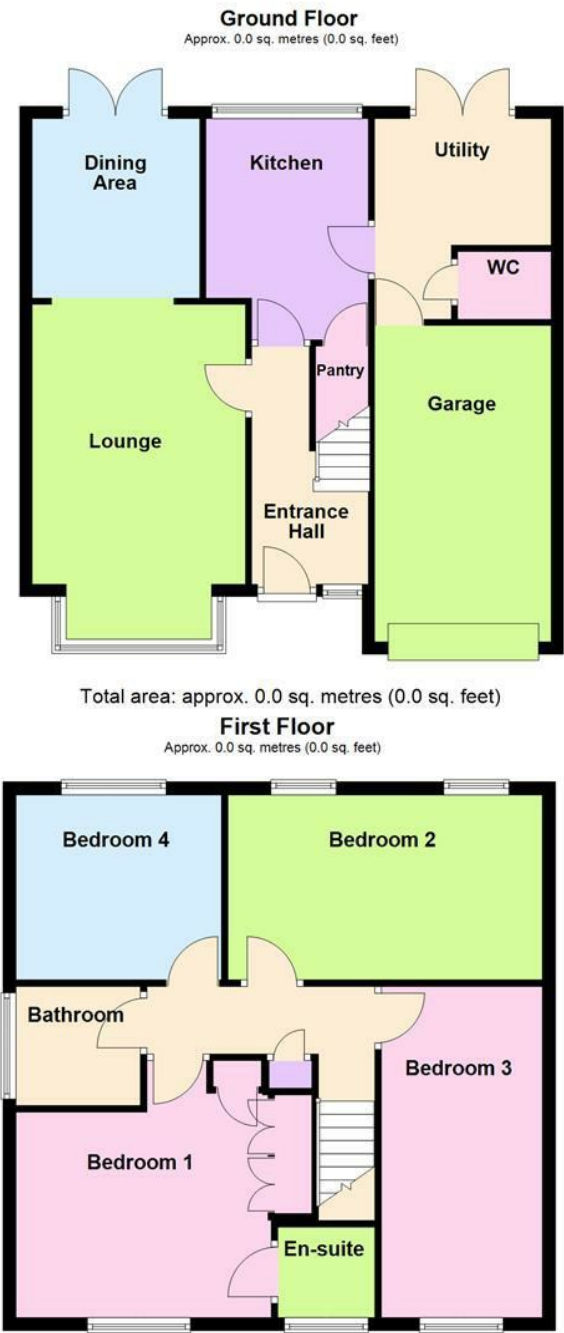 Ground Floor
Approx. 0.0 sq. metres (0.0 sq. feet)
Dining
Area
Kitchen
Utility
WC
Pantry
Lounge
Garage
Entrance
Hall
Total area: approx. 0.0 sq. metres (0.0 sq. feet)
First Floor
Approx. 0.0 sq. metres (0.0 sq. feet)
Bedroom 4
Bedroom 2
Bathroom
Bedroom 3
Bedroom 1
En-suite